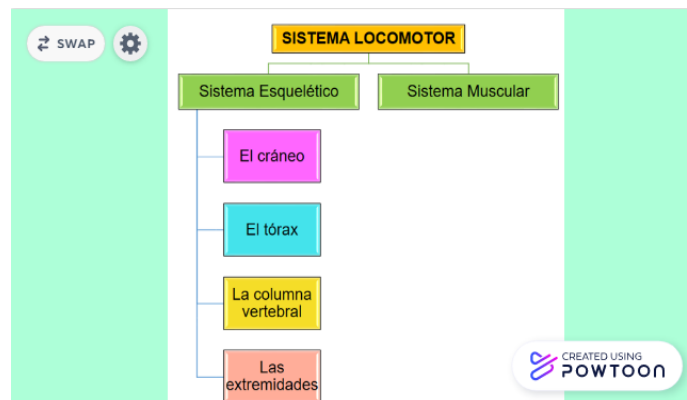 SWAP
SISTEMA LOCOMOTOR
Sistema Esquelético
Sistema Muscular
El cráneo
El tórax
La columna
vertebral
Las
extremidades
CREATED USING
POWTOON